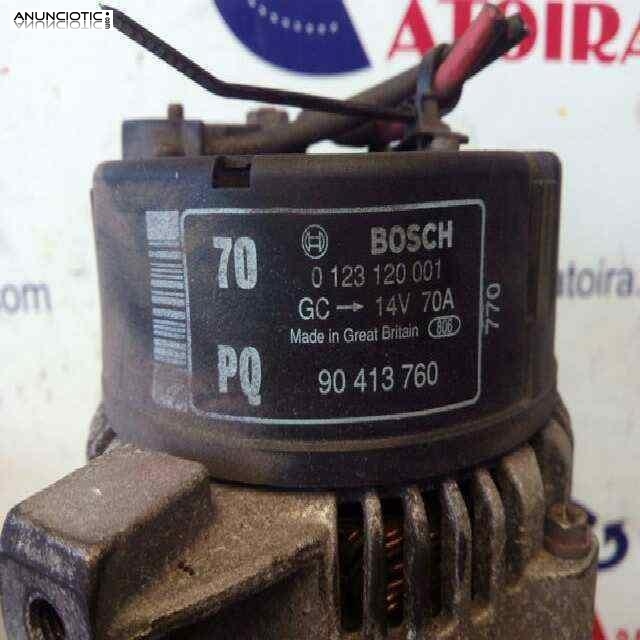 ANUNCIOTIC
ATOIRA
70
BOSCH
0 123 120 001
GC → 14V 70A
Made in Great Britain
PQ
90 413 760
770
atoira.com